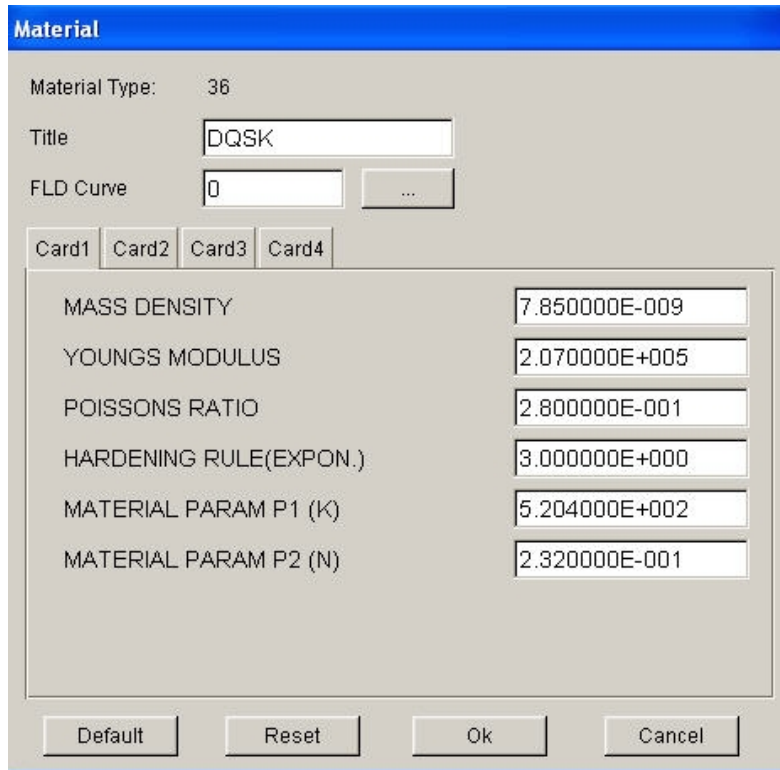 Material
Material Type: 36
Title DQSK
FLD Curve 0 ...
Card1 Card2 Card3 Card4
MASS DENSITY 7.850000E-009
YOUNGS MODULUS 2.070000E+005
POISSONS RATIO 2.800000E-001
HARDENING RULE(EXPON.) 3.000000E+000
MATERIAL PARAM P1 (K) 5.204000E+002
MATERIAL PARAM P2 (N) 2.320000E-001
Default Reset Ok Cancel